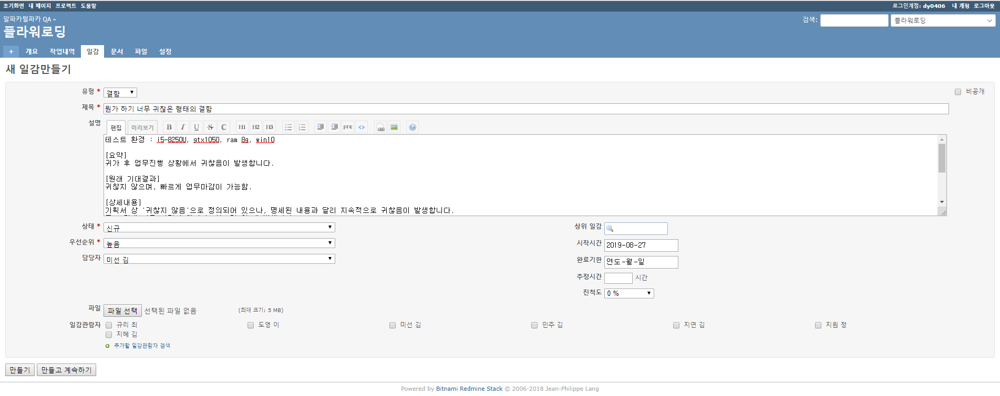 초기화면 내 페이지 프로젝트 도움말
로그인계정: dy0406 내 계정 로그아웃
알파카털파카 QA »
검색: 플라워로딩
플라워로딩
+ 개요 작업내역 일감 문서 파일 설정
새 일감만들기
유형 * 결함
비공개
제목 * 뭔가 하기 너무 귀찮은 형태의 결함
설명 편집 미리보기 B I U S C H1 H2 H3 pre
테스트 환경 : i5-8250U, gtx1050, ram 8g, win10
[요약]
귀가 후 업무진행 상황에서 귀찮음이 발생합니다.
[원래 기대결과]
귀찮지 않으며, 빠르게 업무마감이 가능함.
[상세내용]
기획서 상 '귀찮지 않음'으로 정의되어 있으나, 명세된 내용과 달리 지속적으로 귀찮음이 발생합니다.
상태 * 신규
상위 일감
우선순위 * 높음
시작시간 2019-08-27
담당자 미선 김
완료기한 연도-월-일
추정시간 시간
진척도 0 %
파일 파일 선택 선택된 파일 없음 (최대 크기: 5 MB)
일감관람자 규리 최 도영 이 미선 김 민주 김 지연 김 지원 정
지혜 김
추가할 일감관람자 검색
만들기 만들고 계속하기
Powered by Bitnami Redmine Stack © 2006-2018 Jean-Philippe Lang